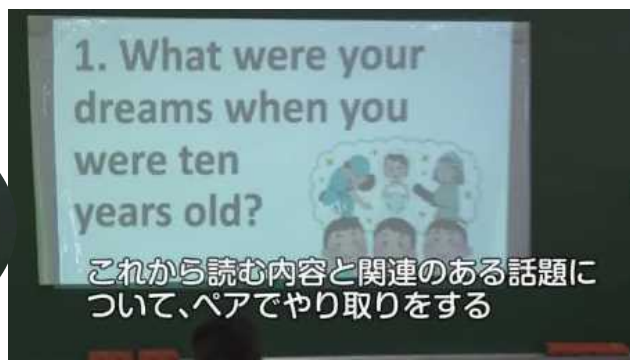 1. What were your
dreams when you
were ten
years old?
これから読む内容と関連のある話題に
ついて、ペアでやり取りをする